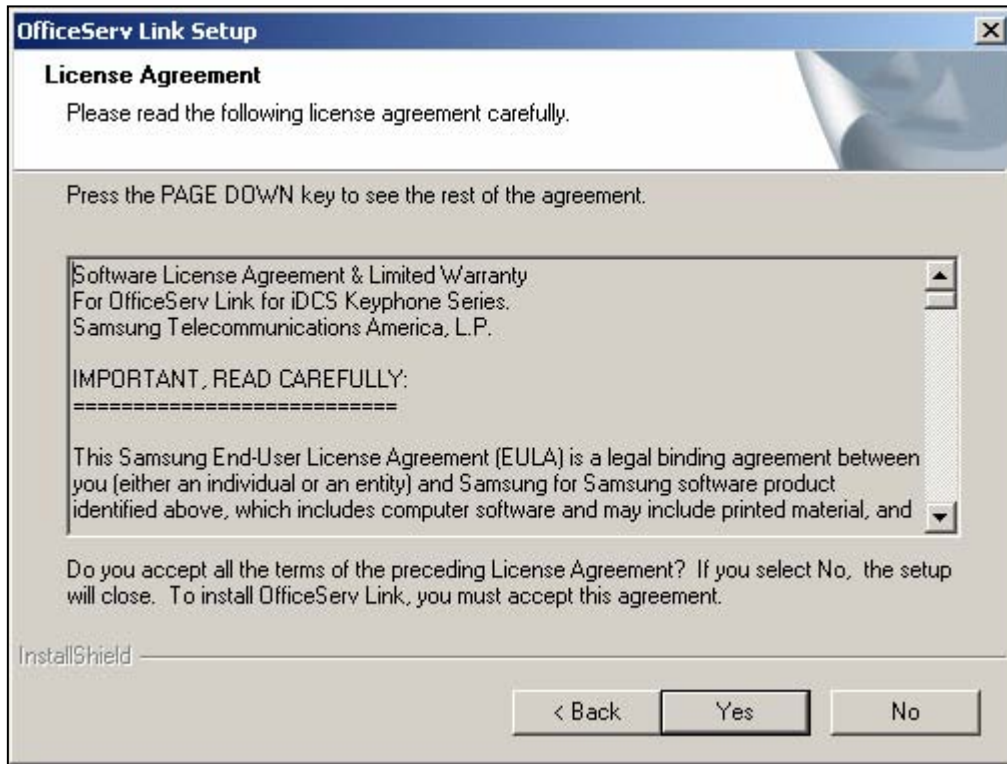 OfficeServ Link Setup
License Agreement
Please read the following license agreement carefully.
Press the PAGE DOWN key to see the rest of the agreement.
Software License Agreement & Limited Warranty
For OfficeServ Link for iDCS Keyphone Series.
Samsung Telecommunications America, L.P.
IMPORTANT, READ CAREFULLY:
===========================
This Samsung End-User License Agreement (EULA) is a legal binding agreement between
you (either an individual or an entity) and Samsung for Samsung software product
identified above, which includes computer software and may include printed material, and
Do you accept all the terms of the preceding License Agreement? If you select No, the setup
will close. To install OfficeServ Link, you must accept this agreement.
InstallShield
< Back Yes No